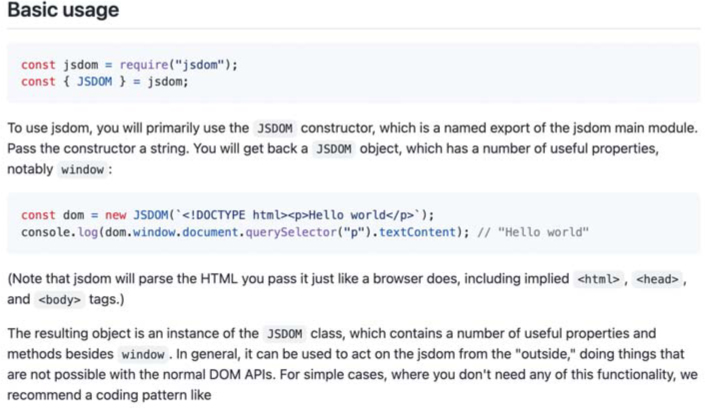 Basic usage
const jsdom = require("jsdom");
const { JSDOM } = jsdom;
To use jsdom, you will primarily use the JSDOM constructor, which is a named export of the jsdom main module.
Pass the constructor a string. You will get back a JSDOM object, which has a number of useful properties,
notably window :
const dom = new JSDOM(`<!DOCTYPE html><p>Hello world</p>`);
console.log(dom.window.document.querySelector("p").textContent); // "Hello world"
(Note that jsdom will parse the HTML you pass it just like a browser does, including implied <html> , <head> ,
and <body> tags.)
The resulting object is an instance of the JSDOM class, which contains a number of useful properties and
methods besides window . In general, it can be used to act on the jsdom from the "outside," doing things that
are not possible with the normal DOM APIs. For simple cases, where you don't need any of this functionality, we
recommend a coding pattern like